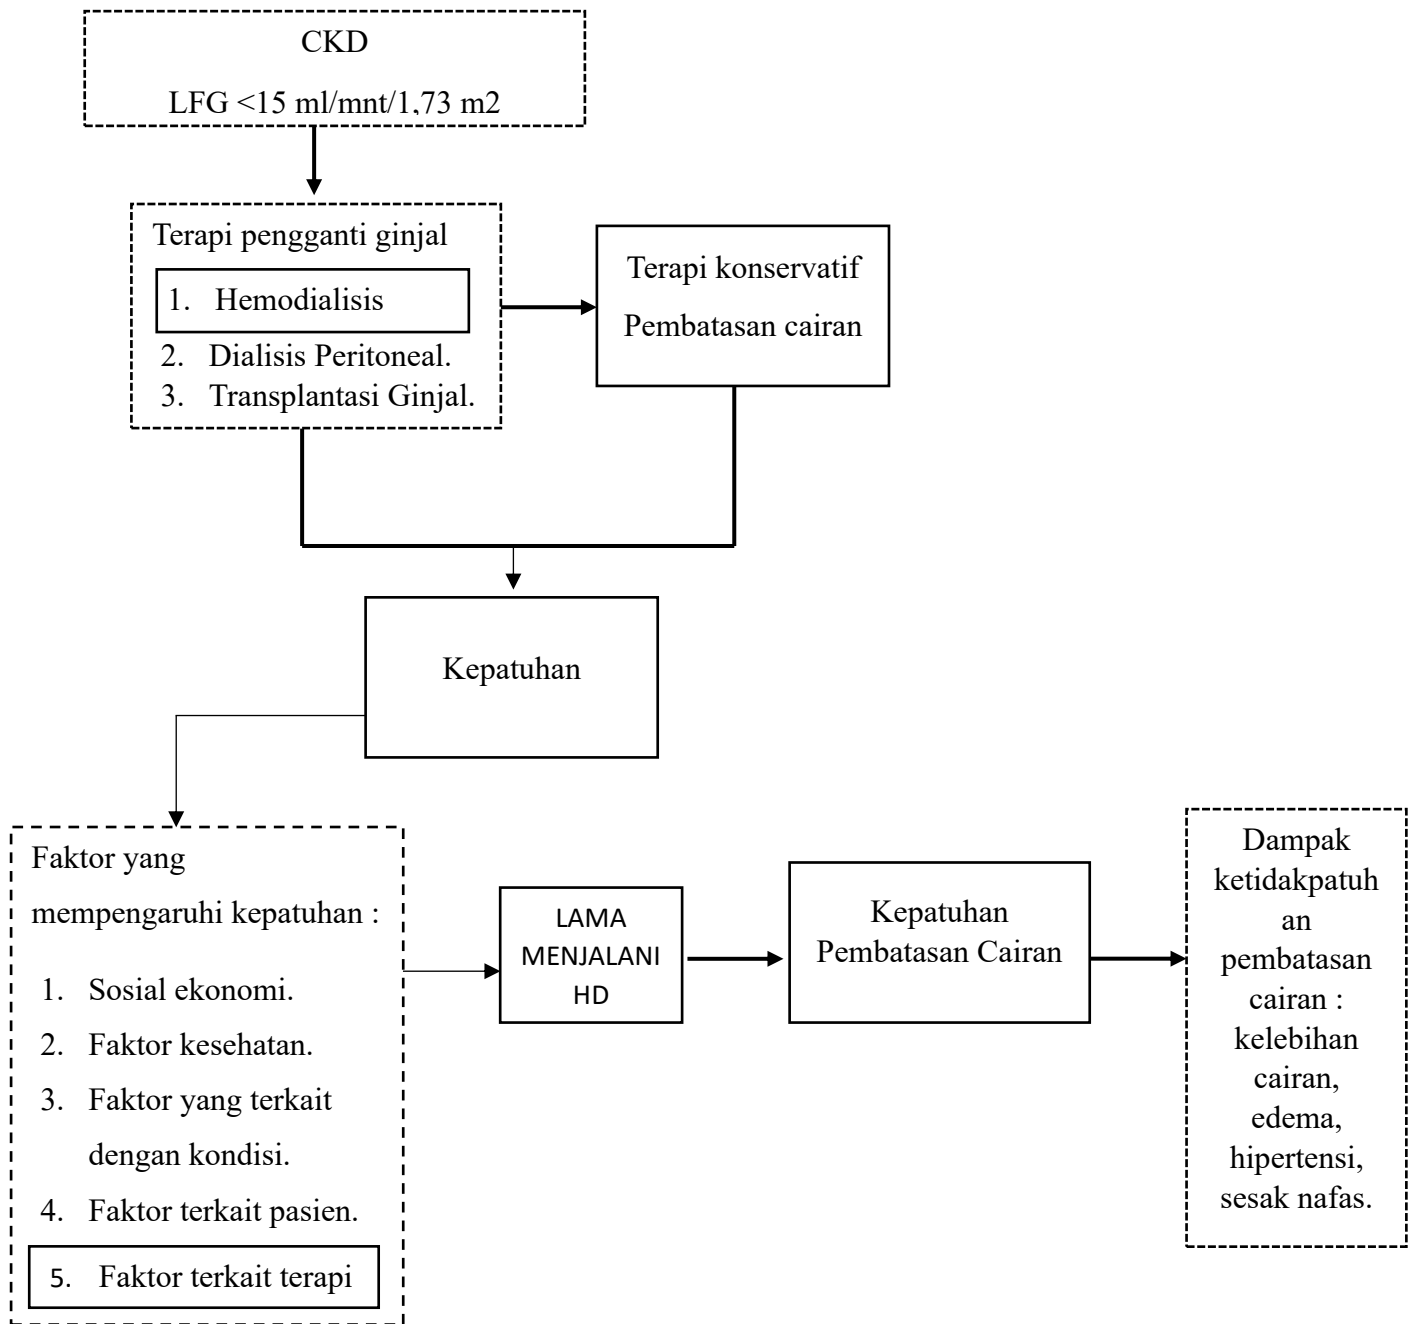 CKD
LFG <15 ml/mnt/1,73 m2
Terapi pengganti ginjal
1. Hemodialisis
2. Dialisis Peritoneal.
3. Transplantasi Ginjal.
Terapi konservatif
Pembatasan cairan
Kepatuhan
Faktor yang
mempengaruhi kepatuhan :
1. Sosial ekonomi.
2. Faktor kesehatan.
3. Faktor yang terkait
dengan kondisi.
4. Faktor terkait pasien.
5. Faktor terkait terapi
LAMA
MENJALANI
HD
Kepatuhan
Pembatasan Cairan
Dampak
ketidakpatuh
an
pembatasan
cairan :
kelebihan
cairan,
edema,
hipertensi,
sesak nafas.